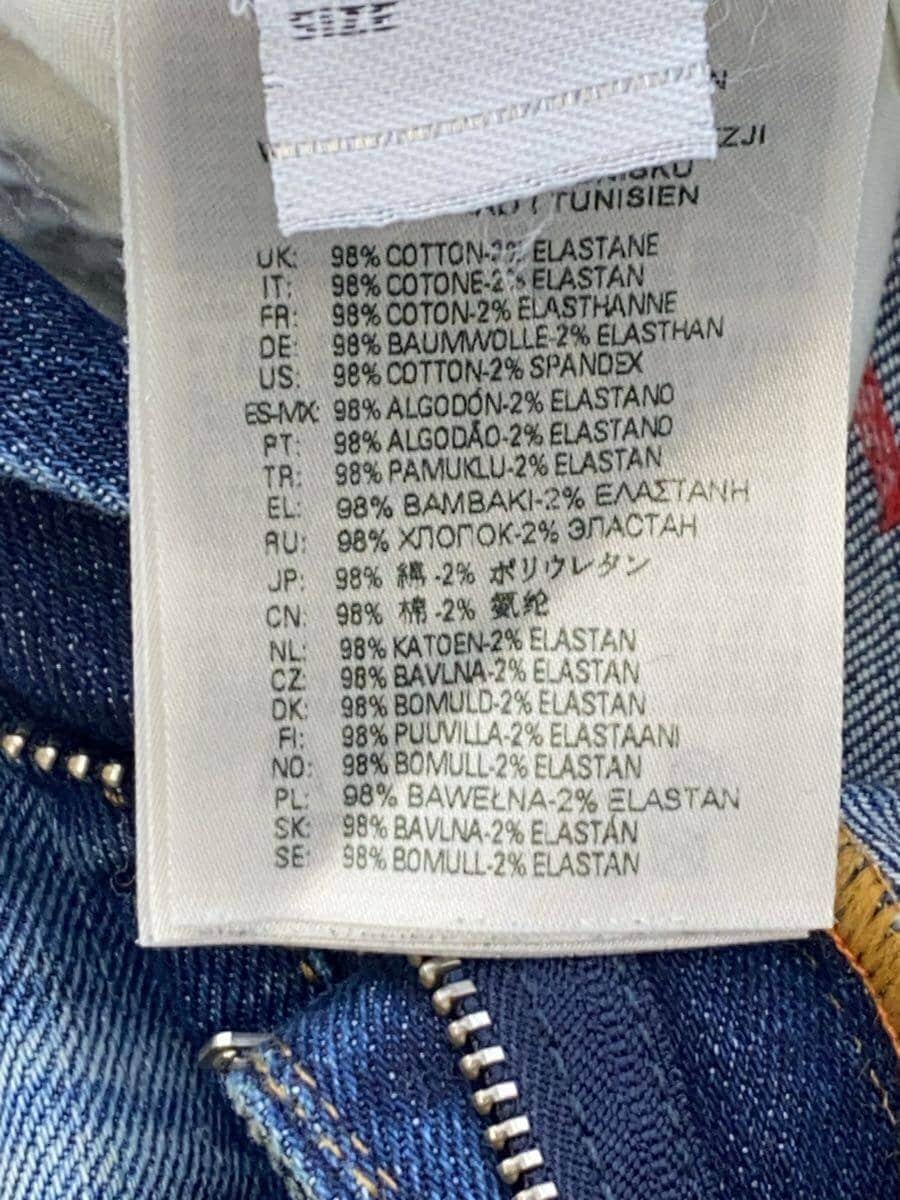 SIZE
TUNISIEN
UK: 98% COTTON-2% ELASTANE
IT: 98% COTONE-2% ELASTAN
FR: 98% COTON-2% ELASTHANNE
DE: 98% BAUMWOLLE-2% ELASTHAN
US: 98% COTTON-2% SPANDEX
ES-MX: 98% ALGODÓN-2% ELASTANO
PT: 98% ALGODÃO-2% ELASTANO
TR: 98% PAMUKLU-2% ELASTAN
EL: 98% ΒΑΜΒΑΚΙ-2% ΕΛΑΣΤΑΝΗ
RU: 98% ХЛОПОК-2% ЭЛАСТАН
JP: 98% 綿 -2% ポリウレタン
CN: 98% 棉 -2% 氨纶
NL: 98% KATOEN-2% ELASTAN
CZ 98% BAVLNA-2% ELASTAN
DK: 98% BOMULD-2% ELASTAN
FI: 98% PUUVILLA-2% ELASTAANI
NO: 98% BOMULL-2% ELASTAN
PL: 98% BAWEŁNA-2% ELASTAN
SK: 98% BAVLNA-2% ELASTÁN
SE: 98% BOMULL-2% ELASTAN